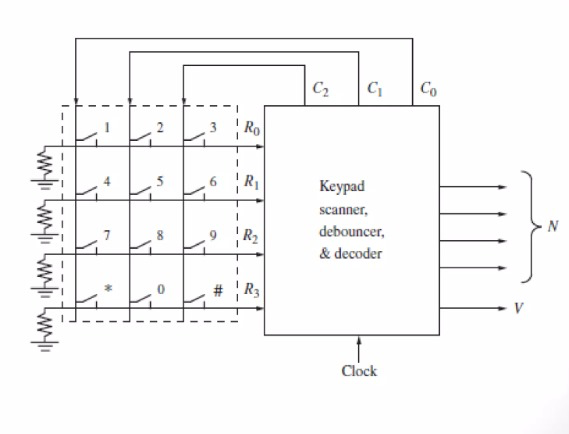 C2 C1 C0
1 2 3 R0
4 5 6 R1
7 8 9 R2
* 0 # R3
Keypad
scanner,
debouncer,
& decoder
N
V
Clock